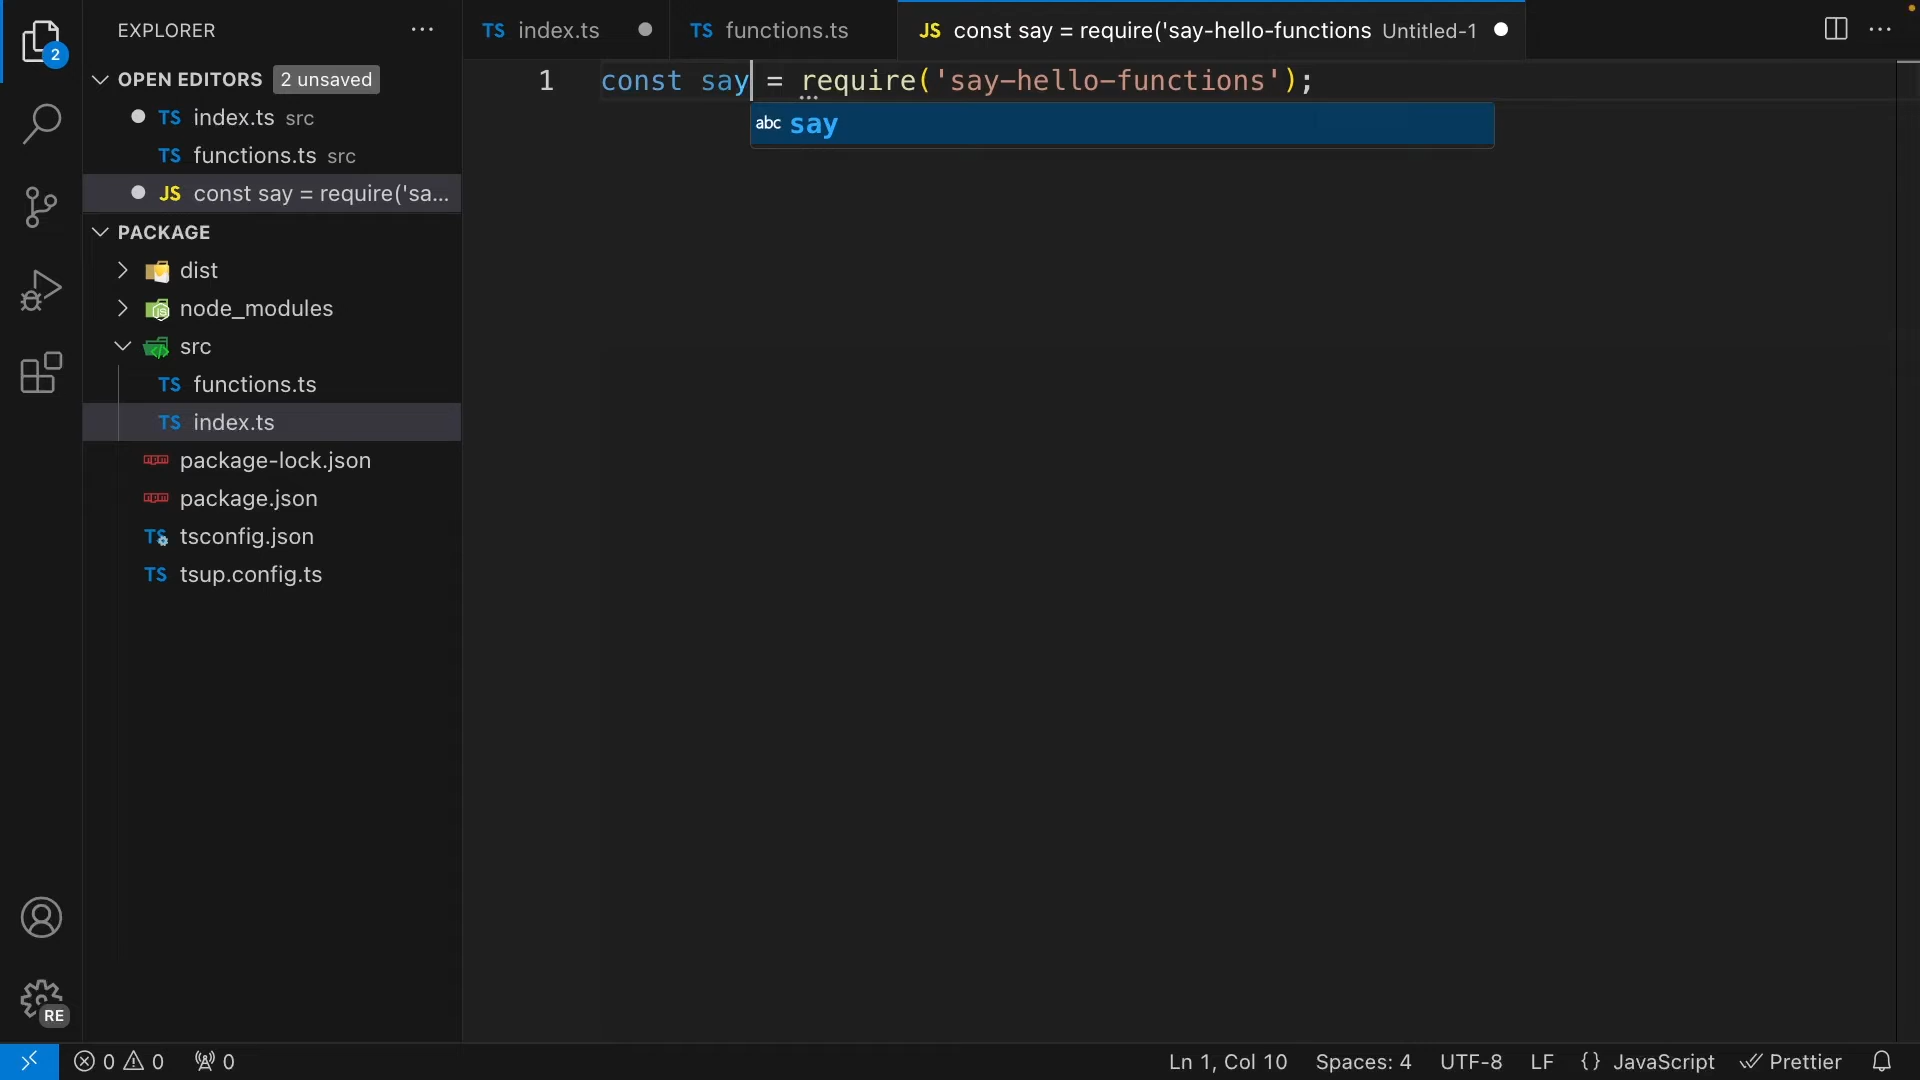 EXPLORER
TS index.ts
TS functions.ts
JS const say = require('say-hello-functions Untitled-1
2
OPEN EDITORS 2 unsaved
TS index.ts src
TS functions.ts src
JS const say = require('sa...
1 const say = require('say-hello-functions');
abc say
PACKAGE
dist
node_modules
src
TS functions.ts
TS index.ts
package-lock.json
package.json
TS tsconfig.json
TS tsup.config.ts
RE
0 0 0
Ln 1, Col 10 Spaces: 4 UTF-8 LF {} JavaScript Prettier